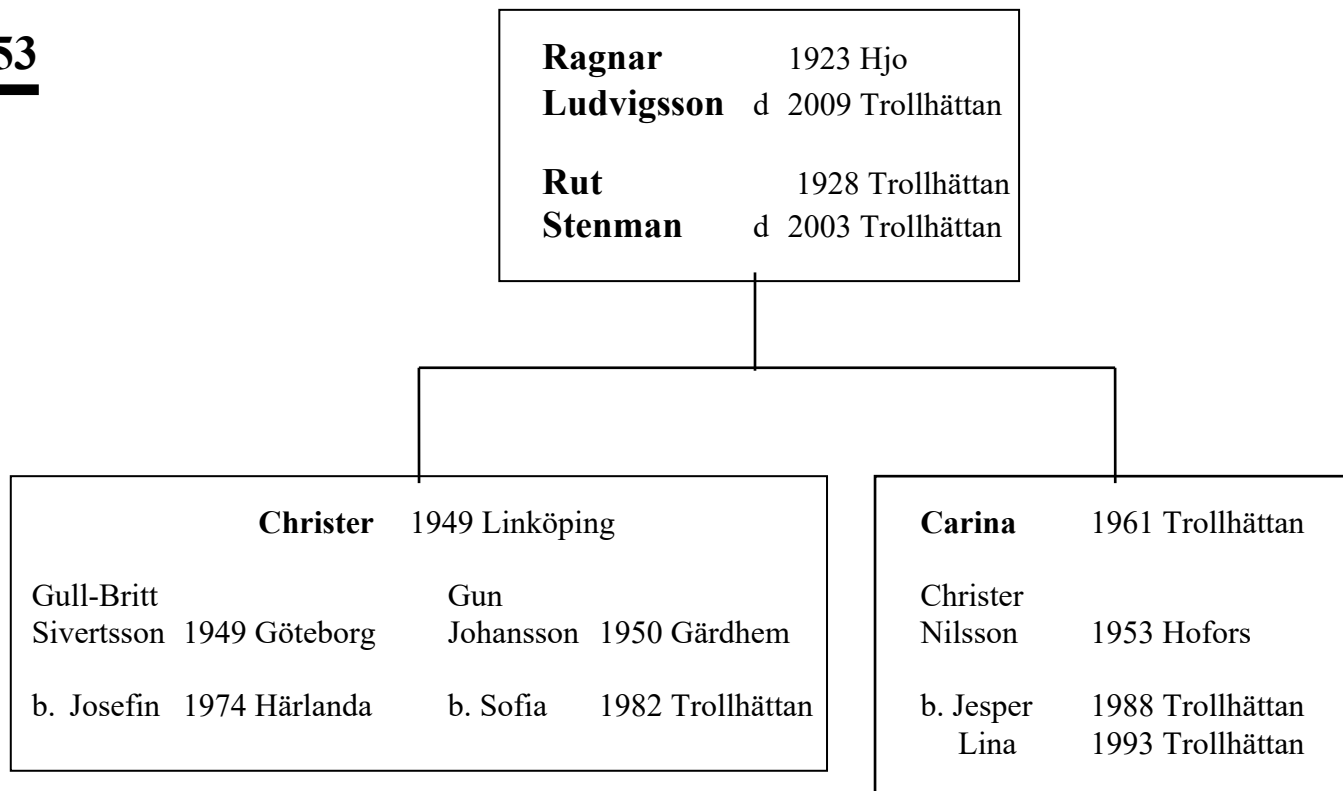 53
Ragnar 1923 Hjo
Ludvigsson d 2009 Trollhättan
Rut 1928 Trollhättan
Stenman d 2003 Trollhättan
Christer 1949 Linköping
Gull-Britt
Sivertsson 1949 Göteborg
b. Josefin 1974 Härlanda
Gun
Johansson 1950 Gärdhem
b. Sofia 1982 Trollhättan
Carina 1961 Trollhättan
Christer
Nilsson 1953 Hofors
b. Jesper 1988 Trollhättan
Lina 1993 Trollhättan